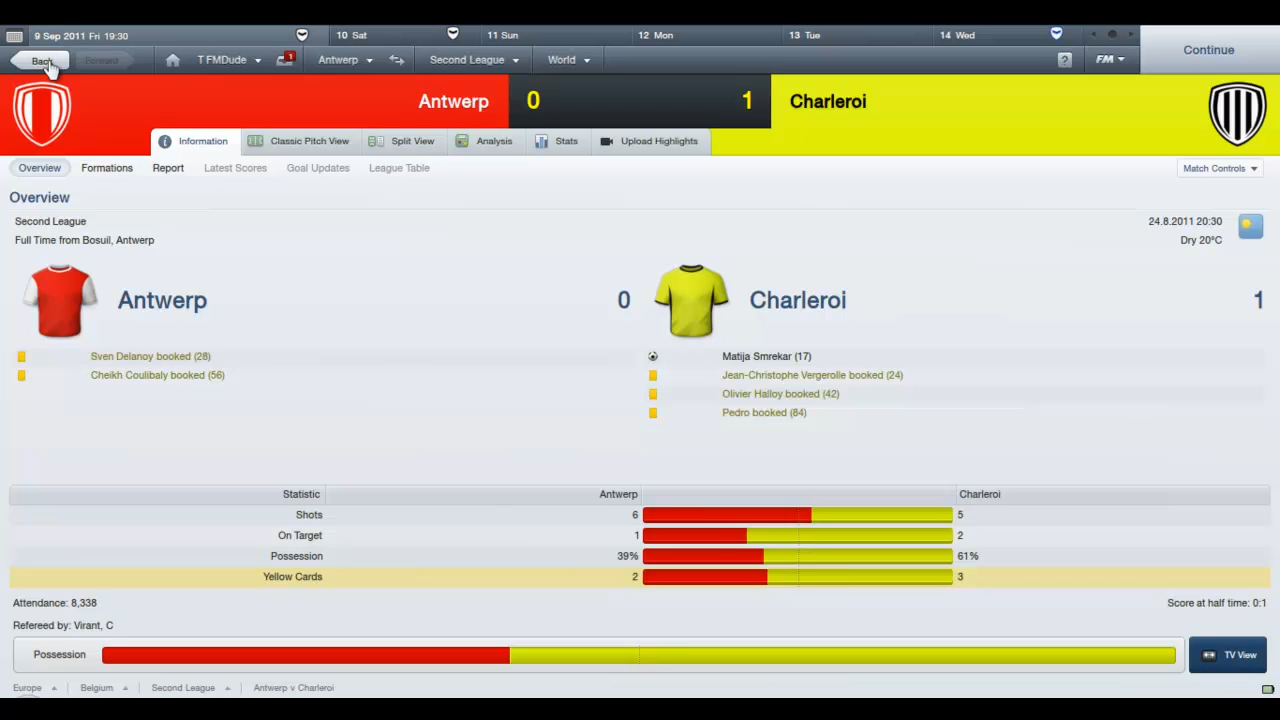 9 Sep 2011 Fri 19:30 10 Sat 11 Sun 12 Mon 13 Tue 14 Wed
Continue
Back Forward T FMDude 1 Antwerp Second League World ? FM
Antwerp 0 1 Charleroi
Information Classic Pitch View Split View Analysis Stats Upload Highlights
Overview Formations Report Latest Scores Goal Updates League Table Match Controls
Overview
Second League 24.8.2011 20:30
Full Time from Bosuil, Antwerp Dry 20°C
Antwerp 0 Charleroi 1
Sven Delanoy booked (28) Matija Smrekar (17)
Cheikh Coulibaly booked (56) Jean-Christophe Vergerolle booked (24)
Olivier Halloy booked (42)
Pedro booked (84)
Statistic Antwerp Charleroi
Shots 6 5
On Target 1 2
Possession 39% 61%
Yellow Cards 2 3
Attendance: 8,338 Score at half time: 0:1
Refereed by: Virant, C
Possession TV View
Europe Belgium Second League Antwerp v Charleroi